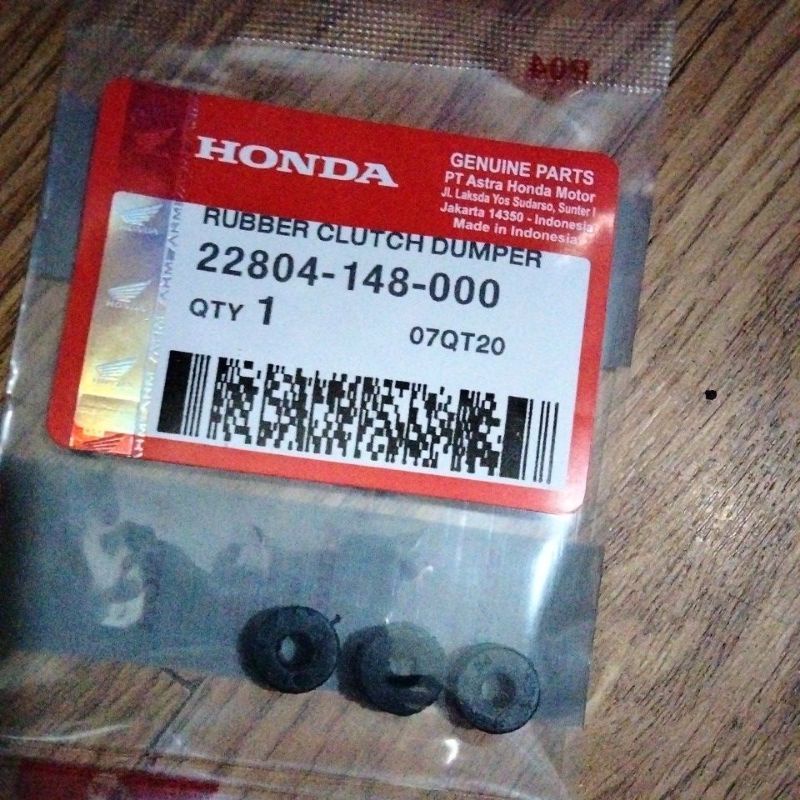 HONDA
GENUINE PARTS
PT Astra Honda Motor
Jl. Laksda Yos Sudarso, Sunter I
Jakarta 14350 - Indonesia
Made in Indonesia
RUBBER CLUTCH DUMPER
22804-148-000
QTY 1
07QT20